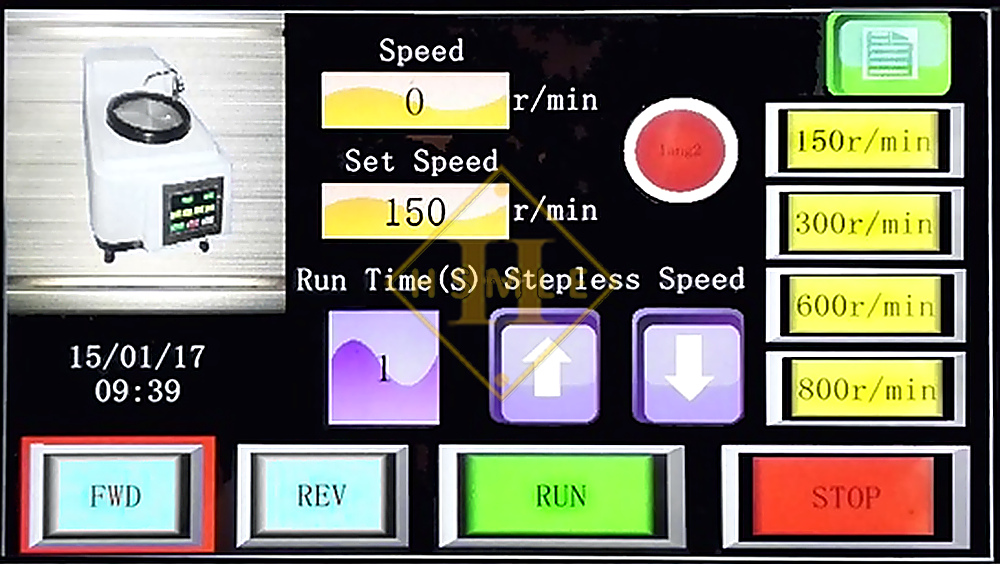 Speed
0 r/min
Set Speed
150 r/min
Run Time(S) Stepless Speed
1
15/01/17
09:39
150r/min
300r/min
600r/min
800r/min
FWD REV RUN STOP
HSMLE